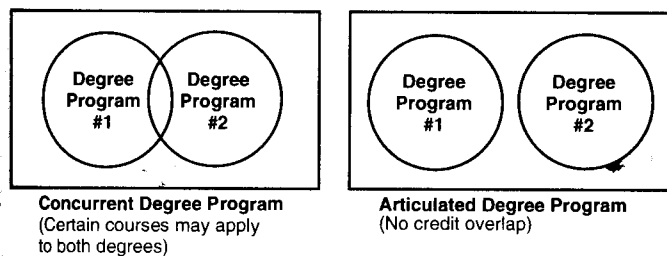 Degree
Program
#1
Degree
Program
#2
Concurrent Degree Program
(Certain courses may apply
to both degrees)
Degree
Program
#1
Degree
Program
#2
Articulated Degree Program
(No credit overlap)